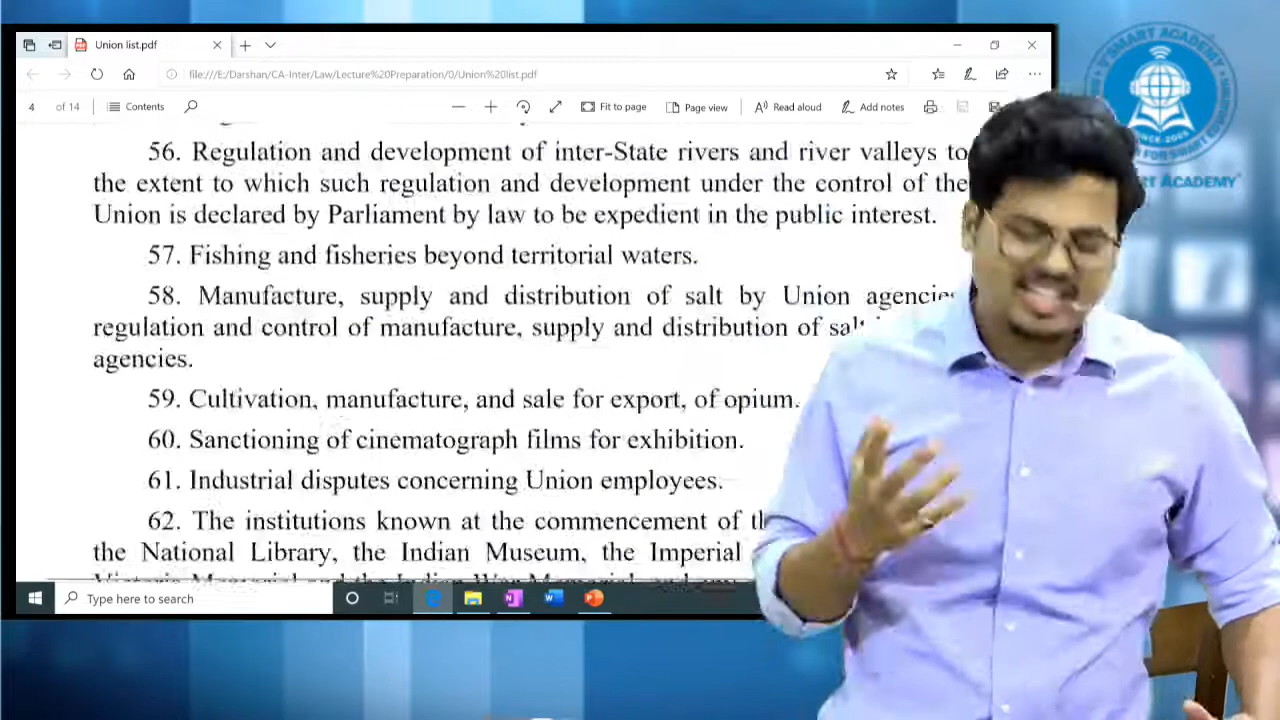 Union list.pdf
file:///E:/Darshan/CA-Inter/Law/Lecture%20Preparation/0/Union%20list.pdf
4 of 14 Contents Fit to page Page view Read aloud Add notes
V'SMART ACADEMY
SINCE-2005
FOR SMART
RT ACADEMY
56. Regulation and development of inter-State rivers and river valleys to
the extent to which such regulation and development under the control of the
Union is declared by Parliament by law to be expedient in the public interest.
57. Fishing and fisheries beyond territorial waters.
58. Manufacture, supply and distribution of salt by Union
regulation and control of manufacture, supply and distribution of
agencies.
59. Cultivation, manufacture, and sale for export, of opium.
60. Sanctioning of cinematograph films for exhibition.
61. Industrial disputes concerning Union employees.
62. The institutions known at the commencement of
the National Library, the Indian Museum, the Imperial
Type here to search